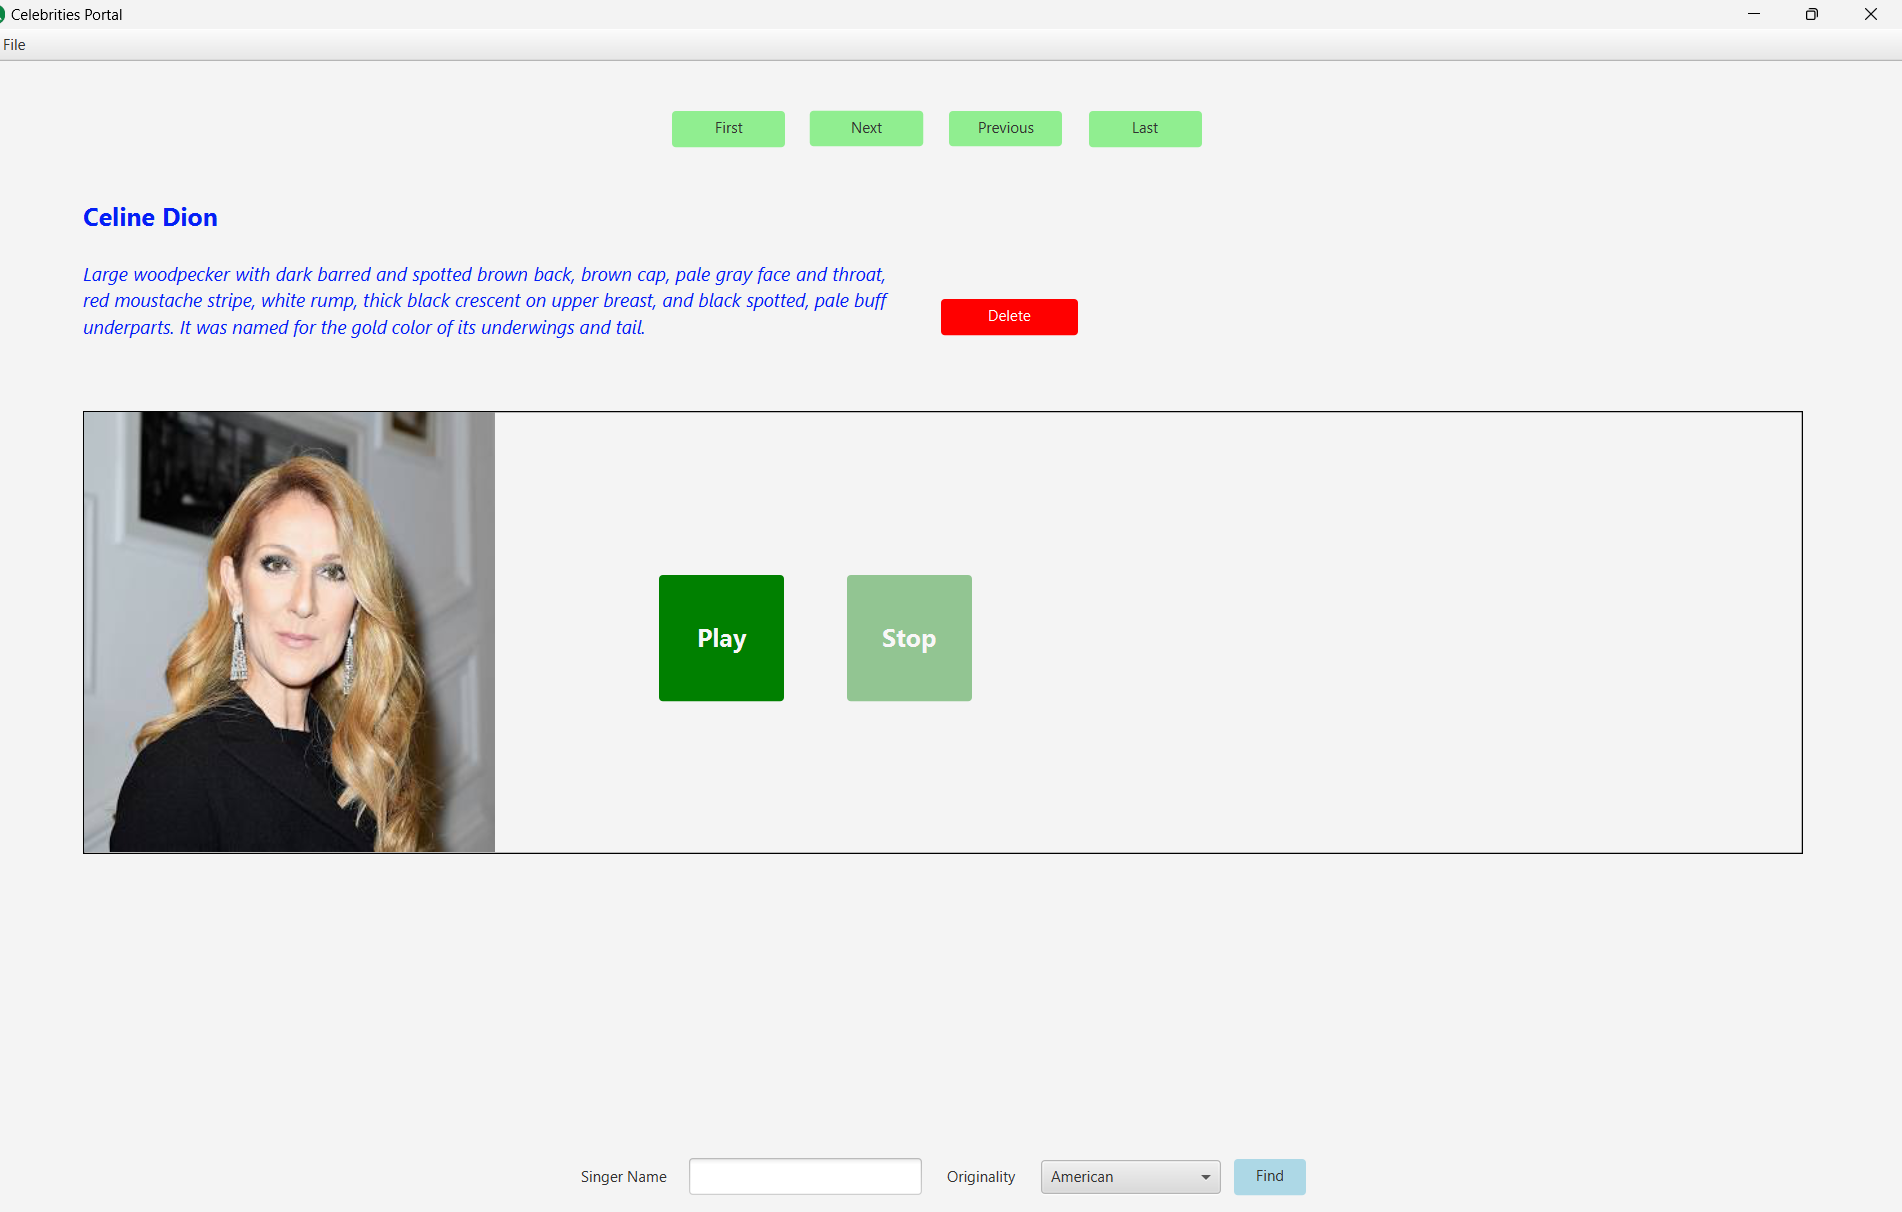 Celebrities Portal
File
First
Next
Previous
Last
Celine Dion
Large woodpecker with dark barred and spotted brown back, brown cap, pale gray face and throat,
red moustache stripe, white rump, thick black crescent on upper breast, and black spotted, pale buff
underparts. It was named for the gold color of its underwings and tail.
Delete
Play
Stop
Singer Name
Originality
American
Find